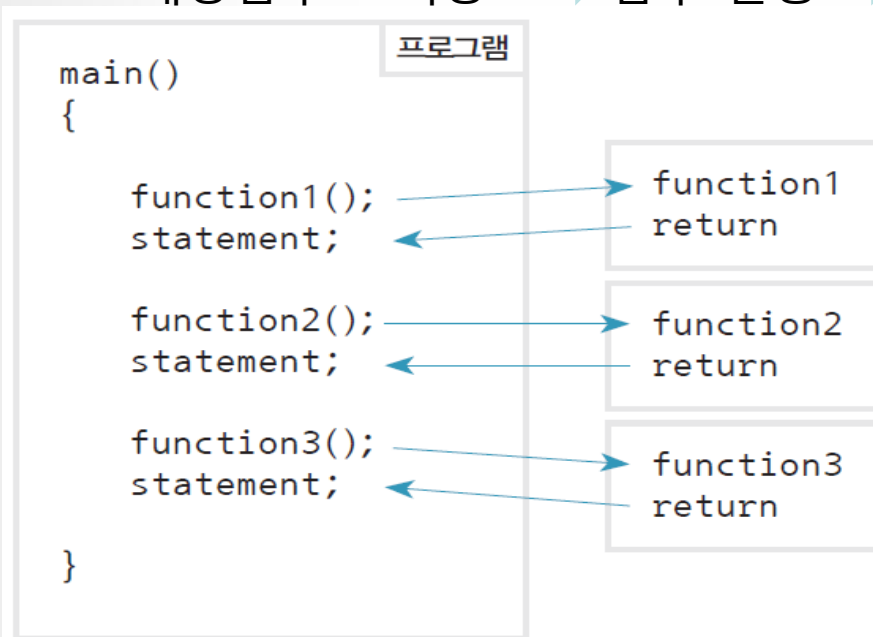 프로그램
main()
{
function1();
statement;
function2();
statement;
function3();
statement;
}
function1
return
function2
return
function3
return